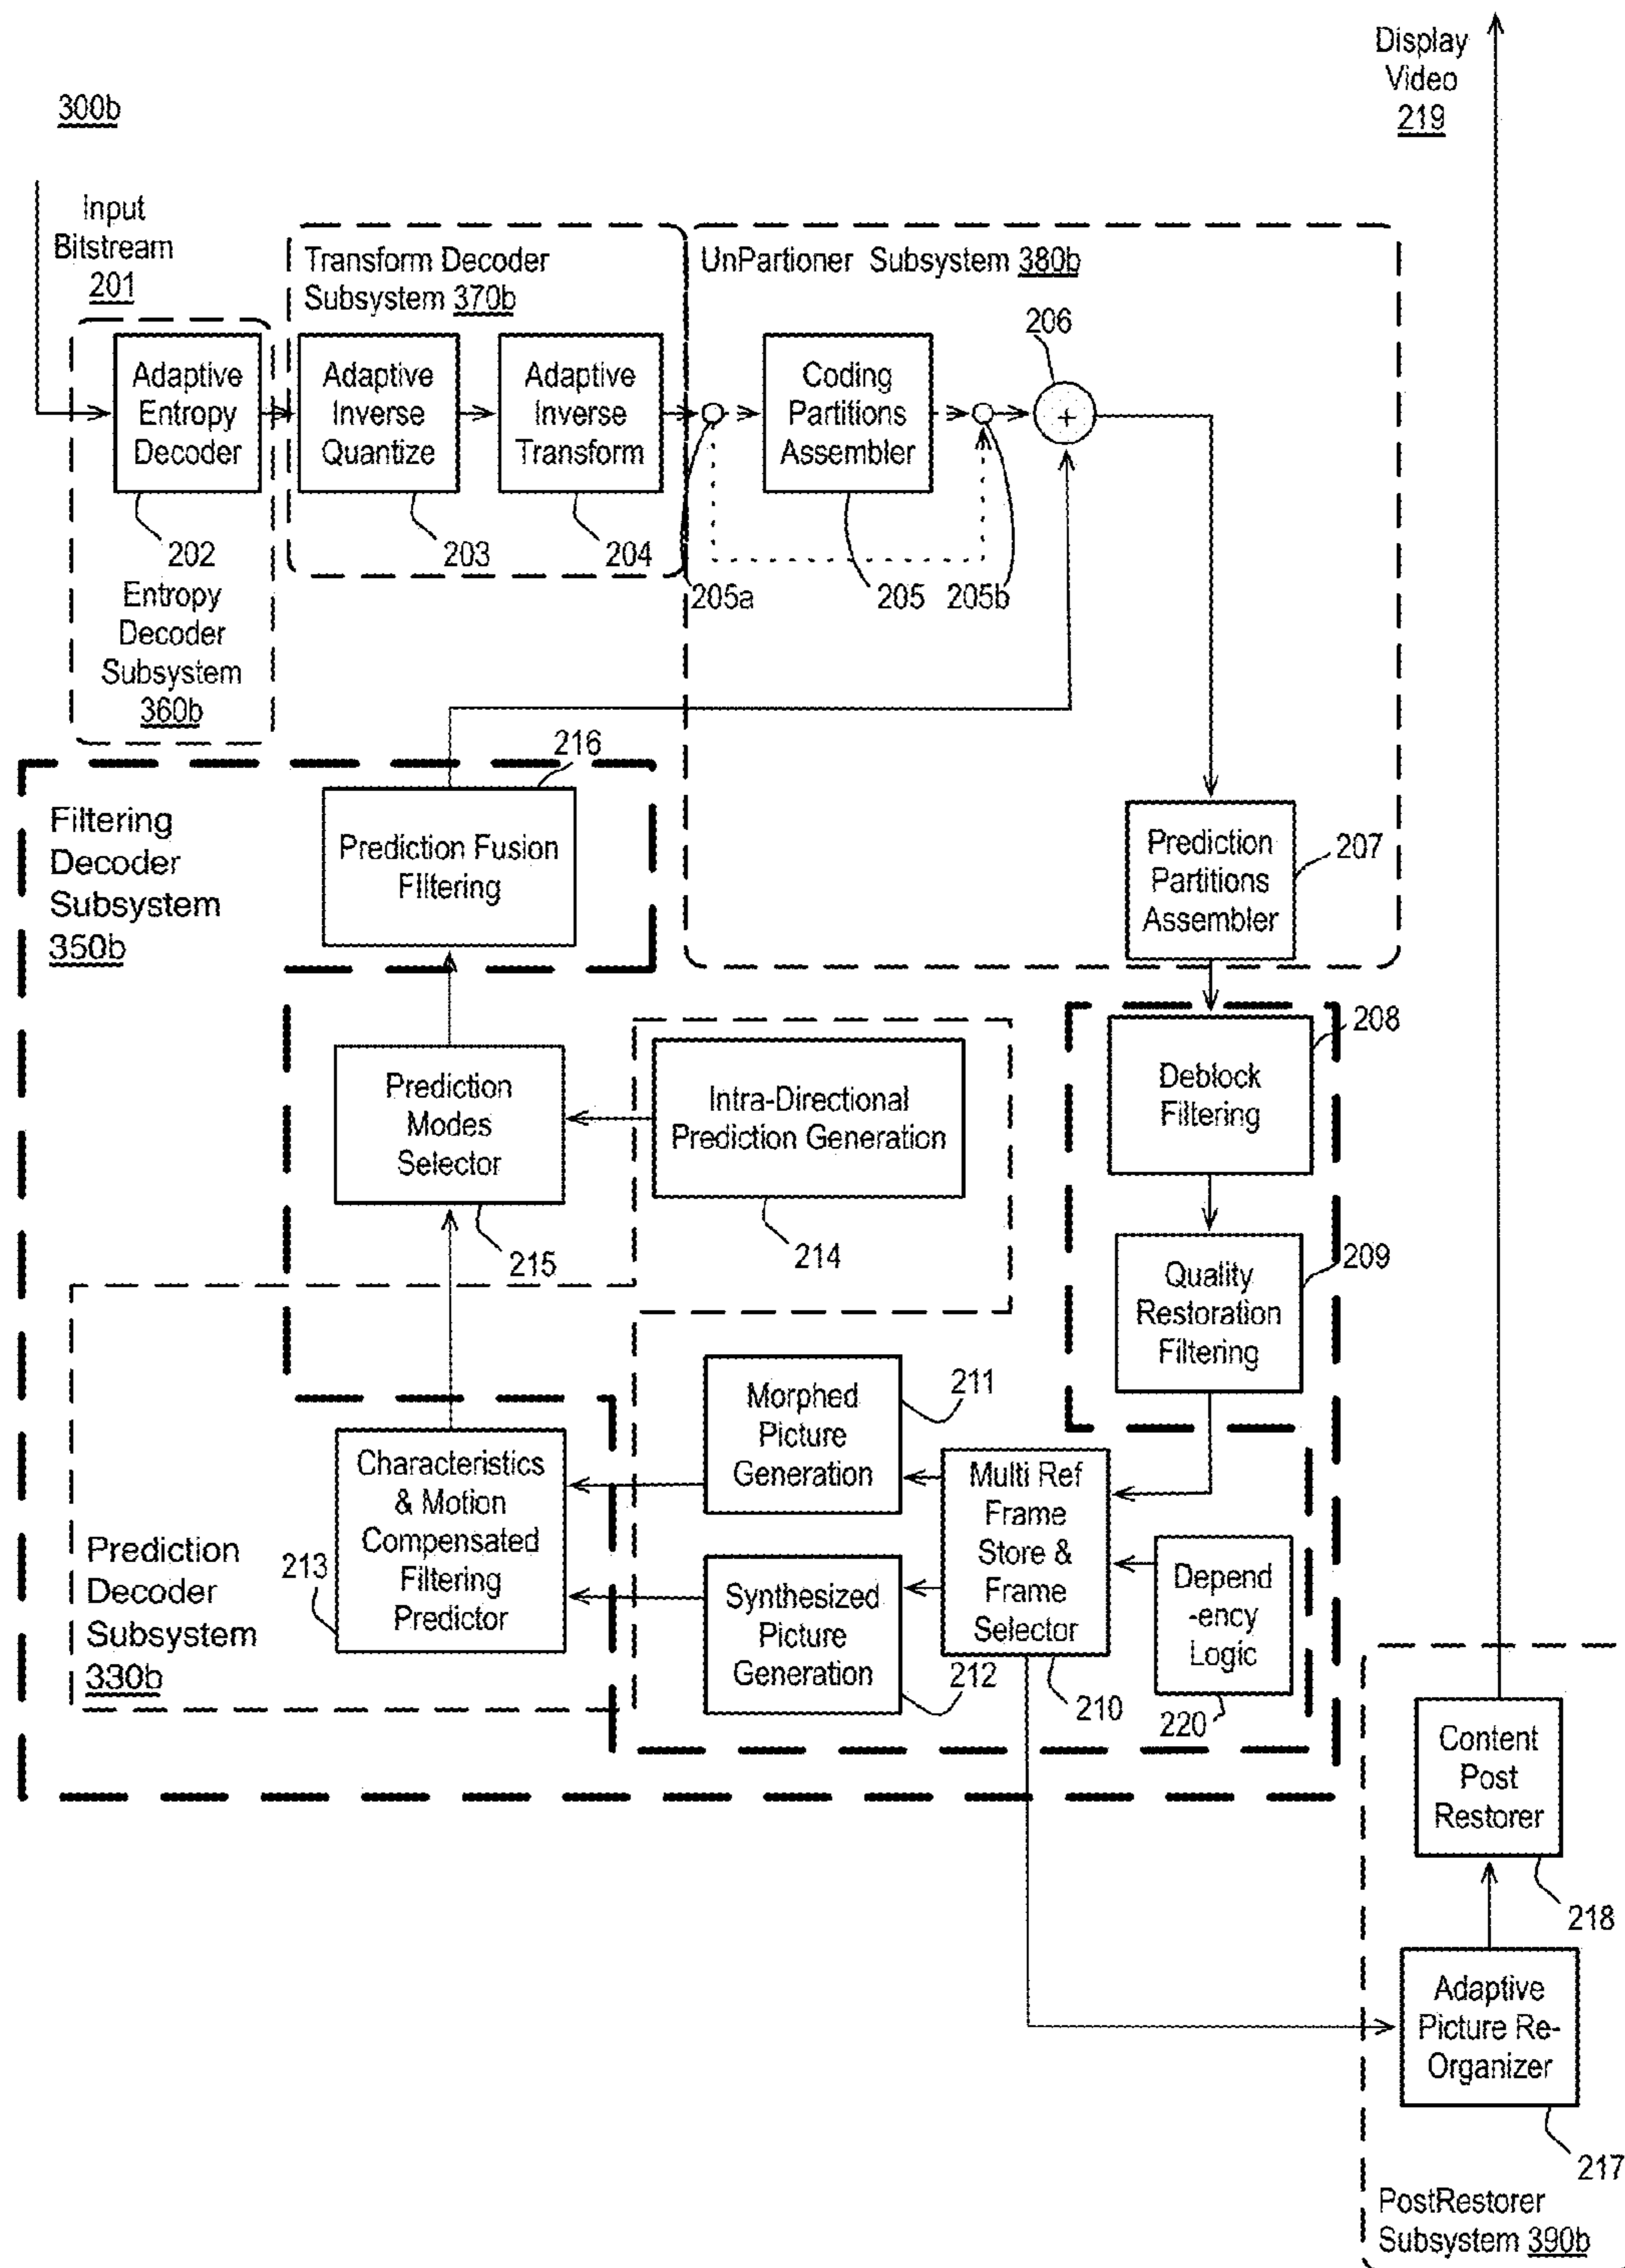 Display
Video
219
300b
Input
Bitstream
201
Transform Decoder
Subsystem 370b
UnPartioner Subsystem 380b
206
Adaptive
Entropy
Decoder
Adaptive
Inverse
Quantize
Adaptive
Inverse
Transform
Coding
Partitions
Assembler
+
202
203
204
205a
205
205b
Entropy
Decoder
Subsystem
360b
216
Filtering
Decoder
Subsystem
350b
Prediction Fusion
FIltering
Prediction
Partitions
Assembler
207
208
Deblock
Filtering
Prediction
Modes
Selector
Intra-Directional
Prediction Generation
215
214
209
Quality
Restoration
Filtering
211
Morphed
Picture
Generation
Characteristics
& Motion
Compensated
Filtering
Predictor
213
Multi Ref
Frame
Store &
Frame
Selector
Depend
-ency
Logic
Prediction
Decoder
Subsystem
330b
Synthesized
Picture
Generation
212
210
220
Content
Post
Restorer
218
Adaptive
Picture Re-
Organizer
217
PostRestorer
Subsystem 390b